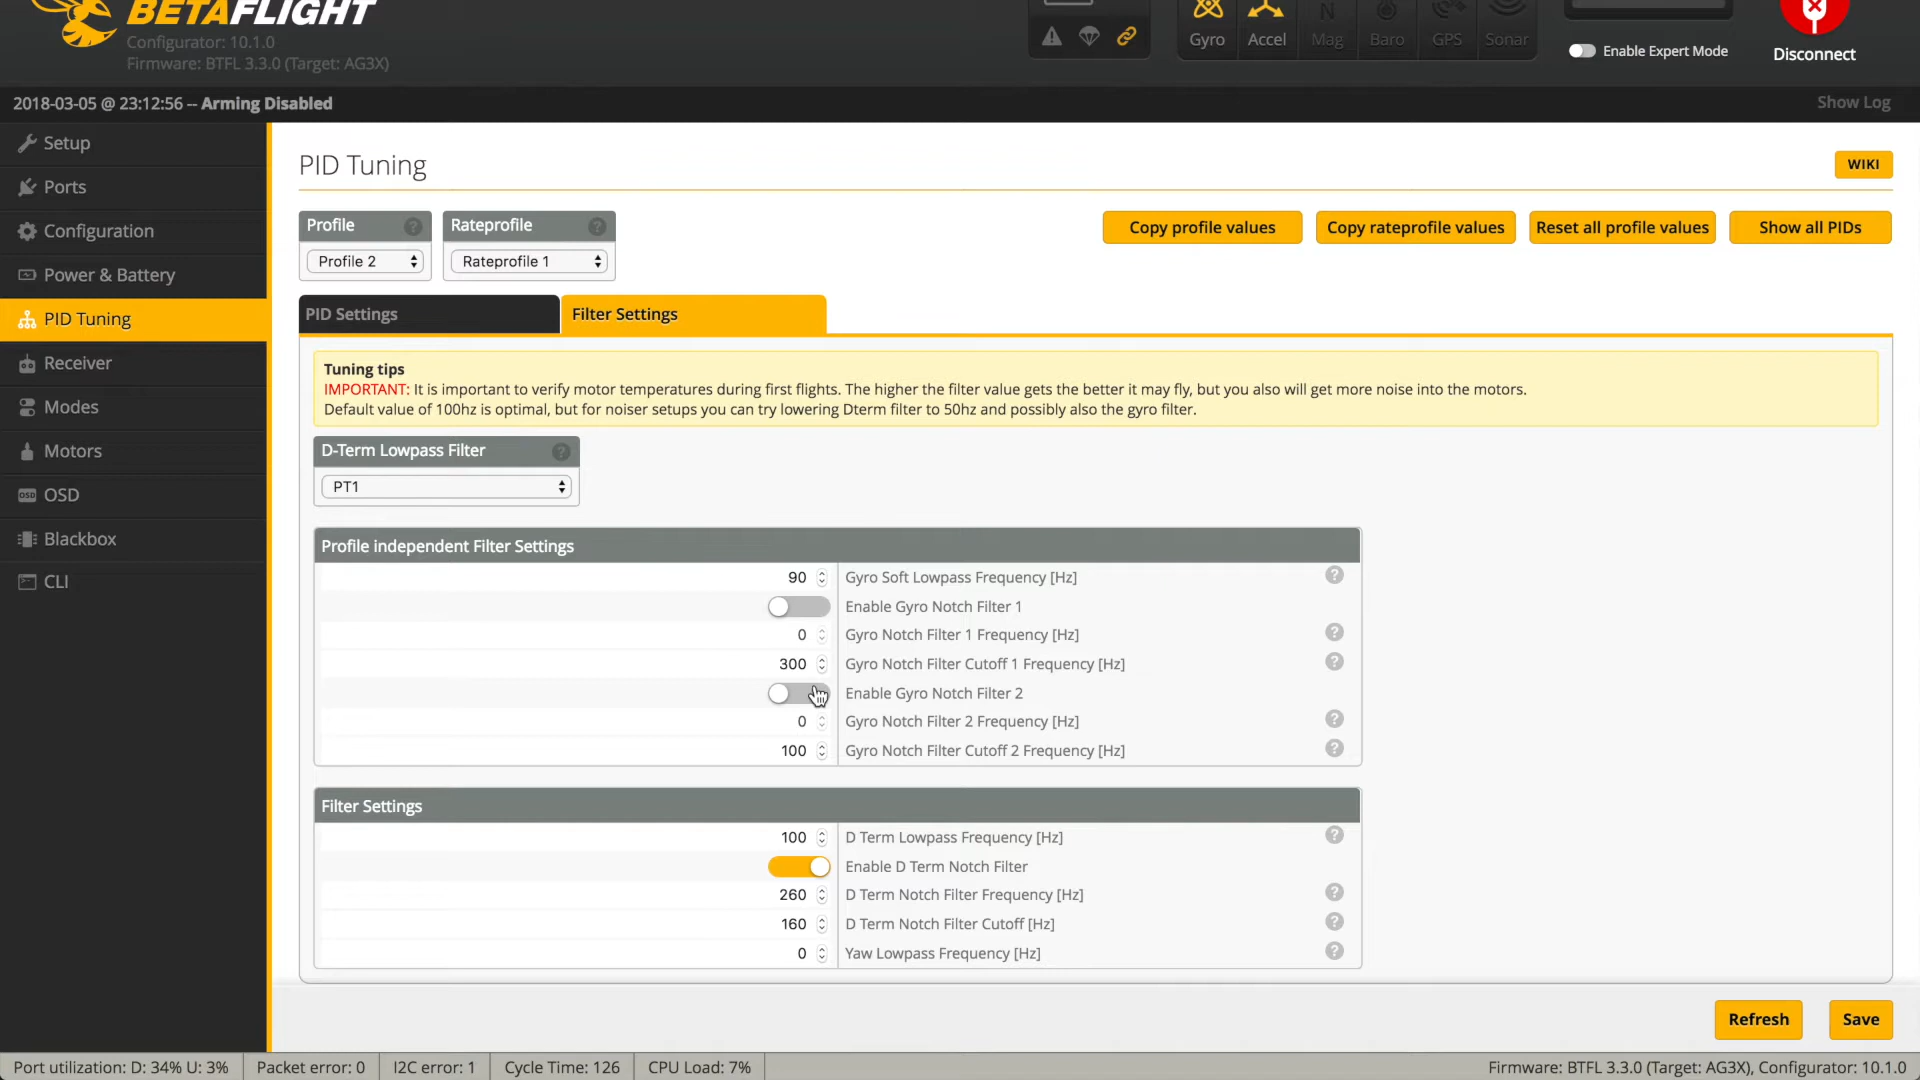 BETAFLIGHT
Configurator: 10.1.0
Firmware: BTFL 3.3.0 (Target: AG3X)
Gyro
Accel
Mag
Baro
GPS
Sonar
Enable Expert Mode
Disconnect
2018-03-05 @ 23:12:56 -- Arming Disabled
Show Log
Setup
Ports
Configuration
Power & Battery
PID Tuning
Receiver
Modes
Motors
OSD
OSD
Blackbox
CLI
PID Tuning
WIKI
Profile
?
Rateprofile
?
Profile 2
Rateprofile 1
Copy profile values
Copy rateprofile values
Reset all profile values
Show all PIDs
PID Settings
Filter Settings
Tuning tips
IMPORTANT: It is important to verify motor temperatures during first flights. The higher the filter value gets the better it may fly, but you also will get more noise into the motors.
Default value of 100hz is optimal, but for noiser setups you can try lowering Dterm filter to 50hz and possibly also the gyro filter.
D-Term Lowpass Filter
?
PT1
Profile independent Filter Settings
90 Gyro Soft Lowpass Frequency [Hz] ?
Enable Gyro Notch Filter 1
0 Gyro Notch Filter 1 Frequency [Hz] ?
300 Gyro Notch Filter Cutoff 1 Frequency [Hz] ?
Enable Gyro Notch Filter 2
0 Gyro Notch Filter 2 Frequency [Hz] ?
100 Gyro Notch Filter Cutoff 2 Frequency [Hz] ?
Filter Settings
100 D Term Lowpass Frequency [Hz] ?
Enable D Term Notch Filter
260 D Term Notch Filter Frequency [Hz] ?
160 D Term Notch Filter Cutoff [Hz] ?
0 Yaw Lowpass Frequency [Hz] ?
Refresh
Save
Port utilization: D: 34% U: 3%
Packet error: 0
I2C error: 1
Cycle Time: 126
CPU Load: 7%
Firmware: BTFL 3.3.0 (Target: AG3X), Configurator: 10.1.0